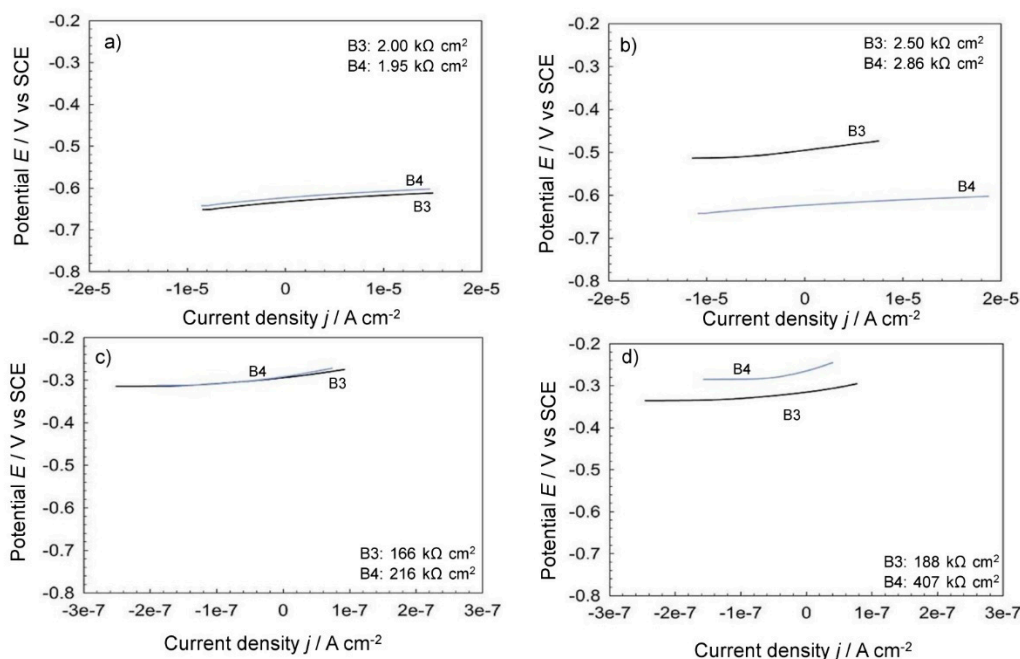 a)
B3: 2.00 kΩ cm²
B4: 1.95 kΩ cm²
Potential E / V vs SCE
-0.2
-0.3
-0.4
-0.5
-0.6
-0.7
-0.8
B4
B3
-2e-5 -1e-5 0 1e-5 2e-5
Current density j / A cm⁻²
b)
B3: 2.50 kΩ cm²
B4: 2.86 kΩ cm²
Potential E / V vs SCE
-0.2
-0.3
-0.4
-0.5
-0.6
-0.7
-0.8
B3
B4
-2e-5 -1e-5 0 1e-5 2e-5
Current density j / A cm⁻²
c)
Potential E / V vs SCE
-0.2
-0.3
-0.4
-0.5
-0.6
-0.7
-0.8
B4
B3
B3: 166 kΩ cm²
B4: 216 kΩ cm²
-3e-7 -2e-7 -1e-7 0 1e-7 2e-7 3e-7
Current density j / A cm⁻²
d)
Potential E / V vs SCE
-0.2
-0.3
-0.4
-0.5
-0.6
-0.7
-0.8
B4
B3
B3: 188 kΩ cm²
B4: 407 kΩ cm²
-3e-7 -2e-7 -1e-7 0 1e-7 2e-7 3e-7
Current density j / A cm⁻²